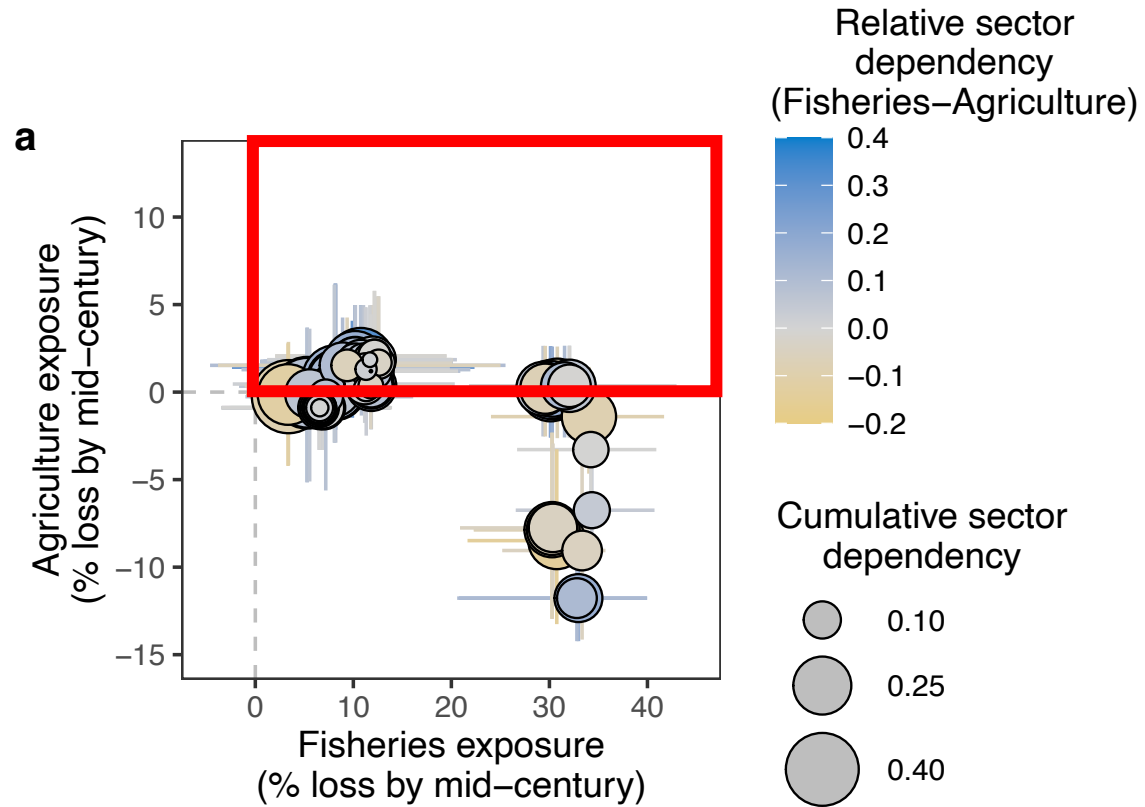 a
Agriculture exposure
(% loss by mid−century)
10
5
0
−5
−10
−15
0
10
20
30
40
Fisheries exposure
(% loss by mid−century)
Relative sector
dependency
(Fisheries−Agriculture)
0.4
0.3
0.2
0.1
0.0
−0.1
−0.2
Cumulative sector
dependency
0.10
0.25
0.40